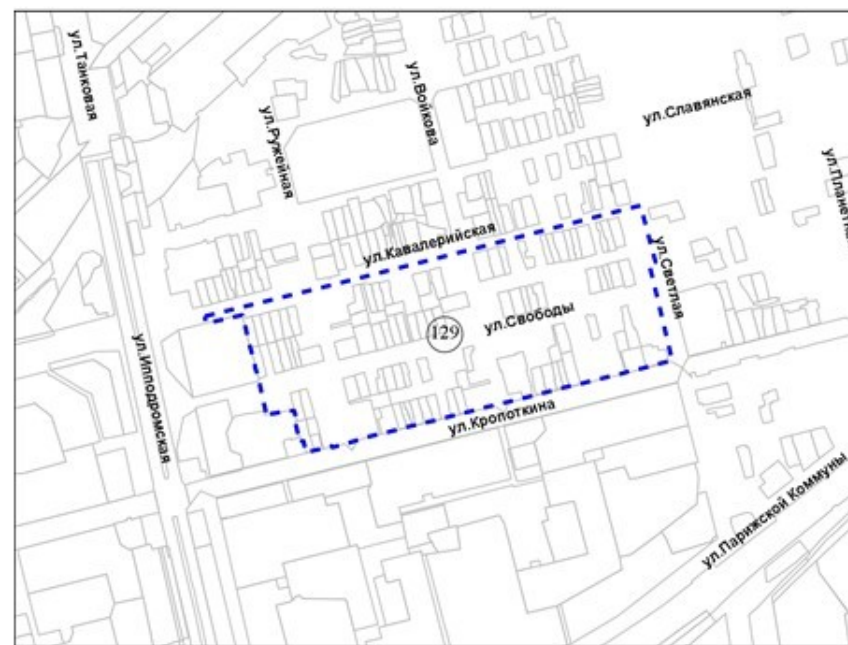 ул.Танковая
ул.Ружейная
ул.Войкова
ул.Славянская
ул.Кавалерийская
ул.Светлая
ул.Ипподромская
129
ул.Свободы
ул.Кропоткина
ул.Парижской Коммуны